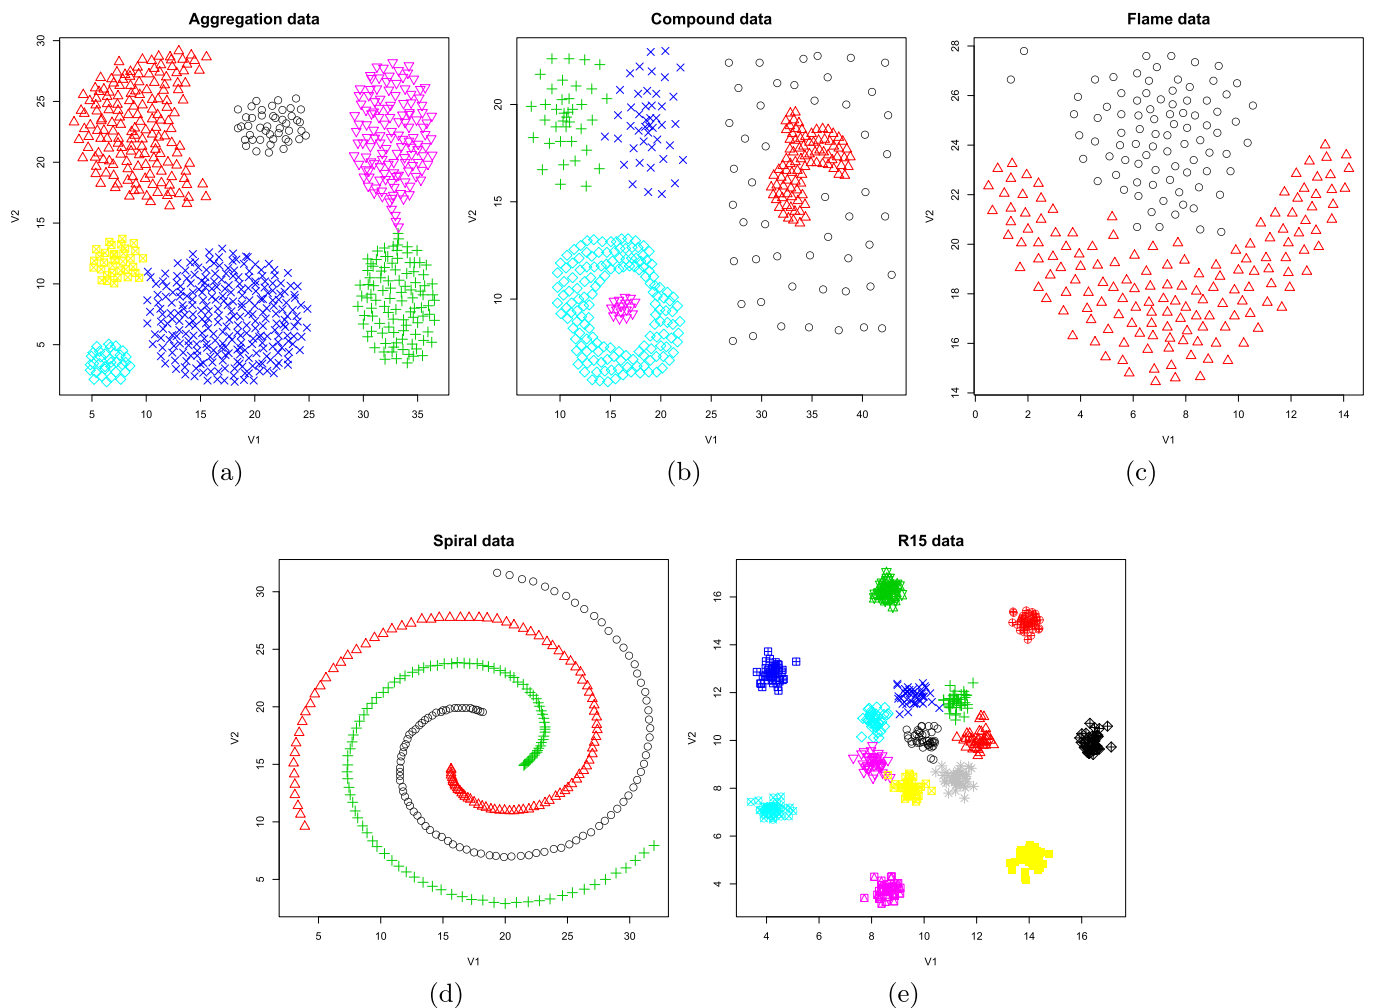 Aggregation data
30
25
20
15
10
5
V2
5 10 15 20 25 30 35
V1
(a)
Compound data
20
15
10
V2
10 15 20 25 30 35 40
V1
(b)
Flame data
28
26
24
22
20
18
16
14
V2
0 2 4 6 8 10 12 14
V1
(c)
Spiral data
30
25
20
15
10
5
V2
5 10 15 20 25 30
V1
(d)
R15 data
16
14
12
10
8
6
4
V2
4 6 8 10 12 14 16
V1
(e)